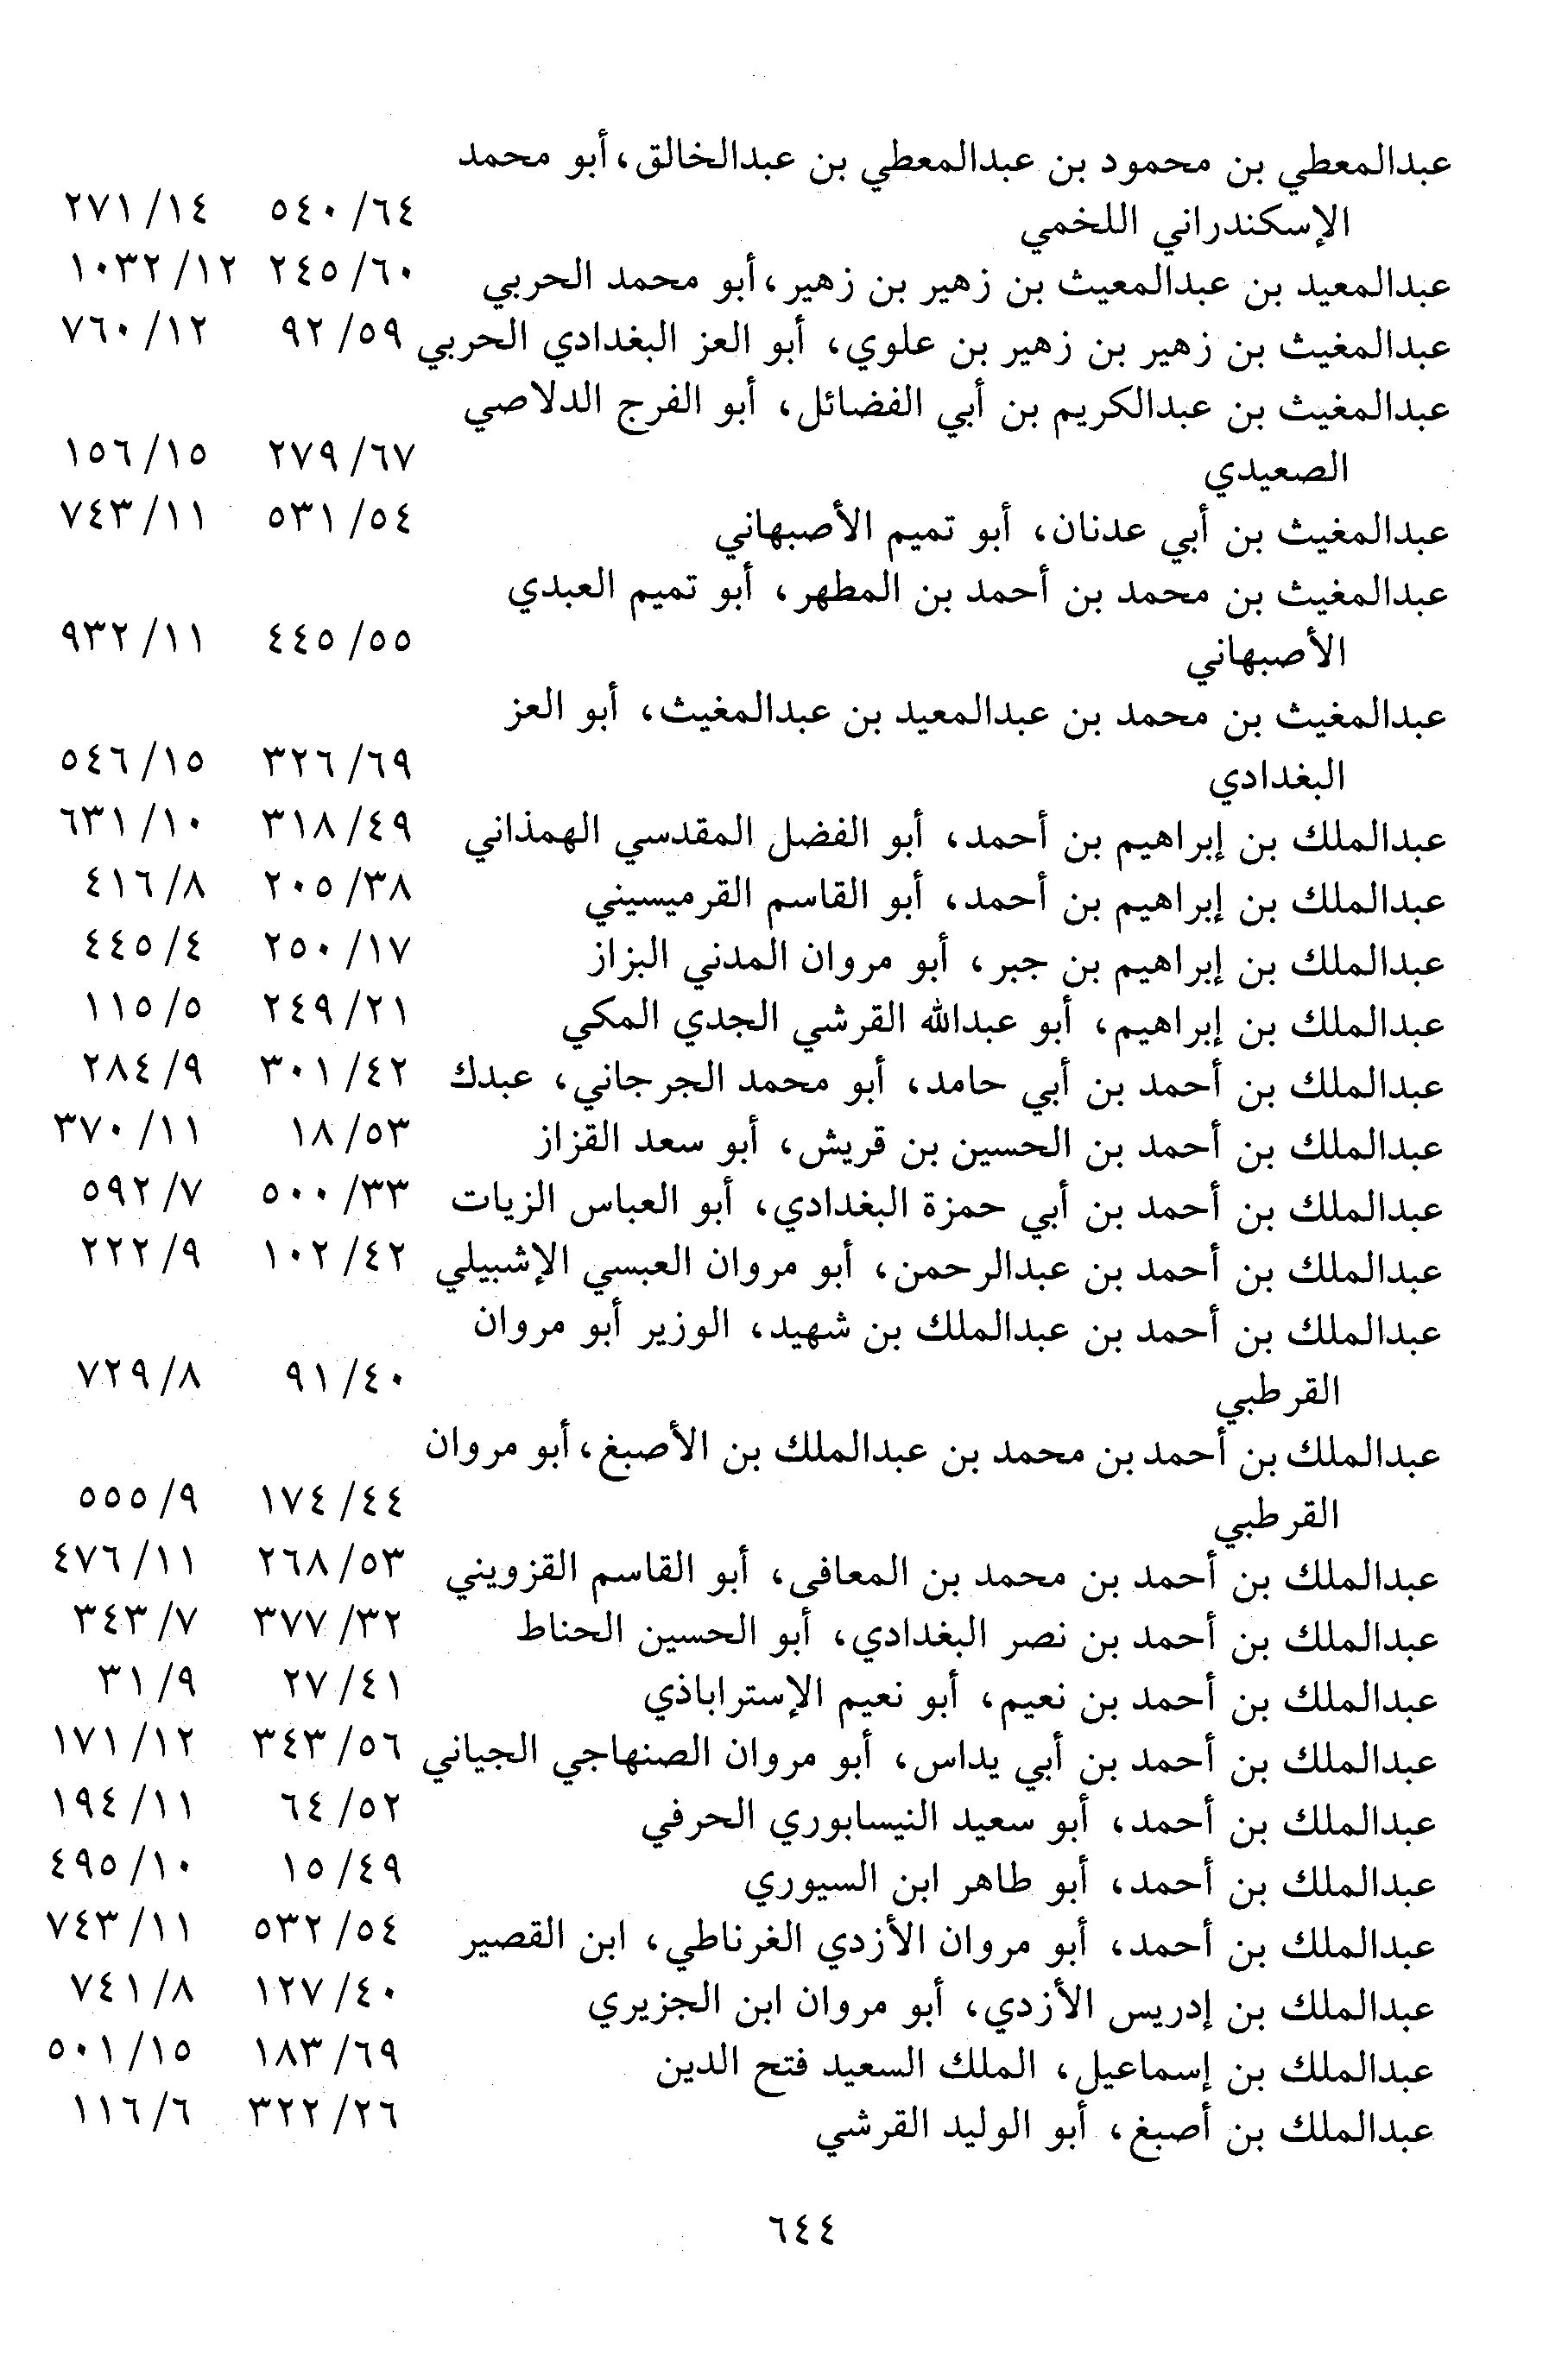 عبدالمعطي بن محمود بن عبدالمعطي بن عبدالخالق، أبو محمد
الإسكندراني اللخمي ٦٤/ ٥٤٠ ١٤/ ٢٧١
عبدالمعيد بن عبدالمعيث بن زهير بن زهير، أبو محمد الحربي ٦٠/ ٢٤٥ ١٢/ ١٠٣٢
عبدالمغيث بن زهير بن زهير بن علوي، أبو العز البغدادي الحربي ٥٩/ ٩٢ ١٢/ ٧٦٠
عبدالمغيث بن عبدالكريم بن أبي الفضائل، أبو الفرج الدلاصي
الصعيدي ٦٧/ ٢٧٩ ١٥/ ١٥٦
عبدالمغيث بن أبي عدنان، أبو تميم الأصبهاني ٥٤/ ٥٣١ ١١/ ٧٤٣
عبدالمغيث بن محمد بن أحمد بن المطهر، أبو تميم العبدي
الأصبهاني ٥٥/ ٤٤٥ ١١/ ٩٣٢
عبدالمغيث بن محمد بن عبدالمعيد بن عبدالمغيث، أبو العز
البغدادي ٦٩/ ٣٢٦ ١٥/ ٥٤٦
عبدالملك بن إبراهيم بن أحمد، أبو الفضل المقدسي الهمذاني ٤٩/ ٣١٨ ١٠/ ٦٣١
عبدالملك بن إبراهيم بن أحمد، أبو القاسم القرميسيني ٣٨/ ٢٠٥ ٨/ ٤١٦
عبدالملك بن إبراهيم بن جبر، أبو مروان المدني البزاز ١٧/ ٢٥٠ ٤/ ٤٤٥
عبدالملك بن إبراهيم، أبو عبدالله القرشي الجدي المكي ٢١/ ٢٤٩ ٥/ ١١٥
عبدالملك بن أحمد بن أبي حامد، أبو محمد الجرجاني، عبدك ٤٢/ ٣٠١ ٩/ ٢٨٤
عبدالملك بن أحمد بن الحسين بن قريش، أبو سعد القزاز ٥٣/ ١٨ ١١/ ٣٧٠
عبدالملك بن أحمد بن أبي حمزة البغدادي، أبو العباس الزيات ٣٣/ ٥٠٠ ٧/ ٥٩٢
عبدالملك بن أحمد بن عبدالرحمن، أبو مروان العبسي الإشبيلي ٤٢/ ١٠٢ ٩/ ٢٢٢
عبدالملك بن أحمد بن عبدالملك بن شهيد، الوزير أبو مروان
القرطبي ٤٠/ ٩١ ٨/ ٧٢٩
عبدالملك بن أحمد بن محمد بن عبدالملك بن الأصبغ، أبو مروان
القرطبي ٤٤/ ١٧٤ ٩/ ٥٥٥
عبدالملك بن أحمد بن محمد بن المعافى، أبو القاسم القزويني ٥٣/ ٢٦٨ ١١/ ٤٧٦
عبدالملك بن أحمد بن نصر البغدادي، أبو الحسين الحناط ٣٢/ ٣٧٧ ٧/ ٣٤٣
عبدالملك بن أحمد بن نعيم، أبو نعيم الإستراباذي ٤١/ ٢٧ ٩/ ٣١
عبدالملك بن أحمد بن أبي يداس، أبو مروان الصنهاجي الجياني ٥٦/ ٣٤٣ ١٢/ ١٧١
عبدالملك بن أحمد، أبو سعيد النيسابوري الحرفي ٥٢/ ٦٤ ١١/ ١٩٤
عبدالملك بن أحمد، أبو طاهر ابن السيوري ٤٩/ ١٥ ١٠/ ٤٩٥
عبدالملك بن أحمد، أبو مروان الأزدي الغرناطي، ابن القصير ٥٤/ ٥٣٢ ١١/ ٧٤٣
عبدالملك بن إدريس الأزدي، أبو مروان ابن الجزيري ٤٠/ ١٢٧ ٨/ ٧٤١
عبدالملك بن إسماعيل، الملك السعيد فتح الدين ٦٩/ ١٨٣ ١٥/ ٥٠١
عبدالملك بن أصبغ، أبو الوليد القرشي ٢٦/ ٣٢٢ ٦/ ١١٦
٦٤٤